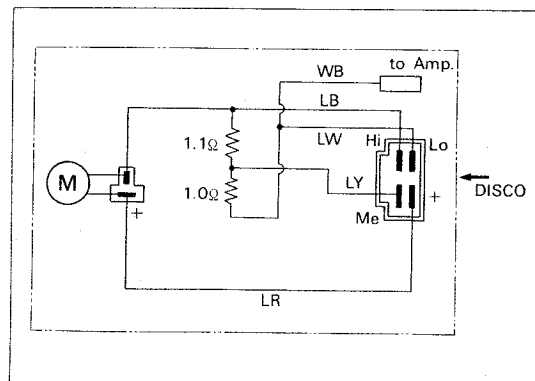 to Amp.
WB
LB
LW
Hi
Lo
1.1Ω
M
1.0Ω
LY
+
DISCO
Me
+
LR